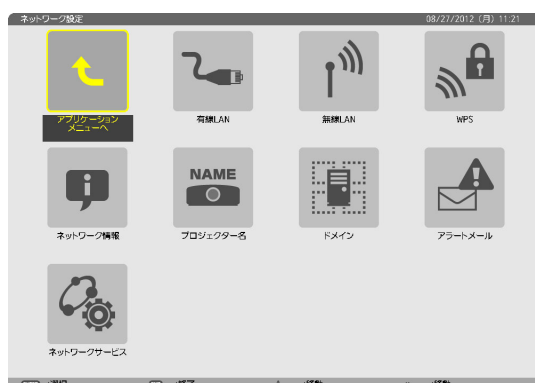 ネットワーク設定
08/27/2012 (月) 11:21
アプリケーション
メニューへ
有線LAN
無線LAN
WPS
ネットワーク情報
NAME
プロジェクター名
ドメイン
アラートメール
ネットワークサービス